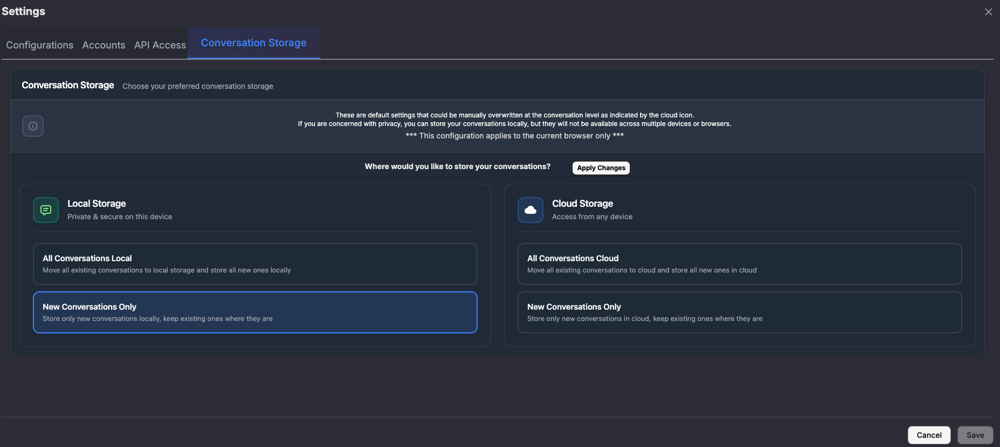 Settings
Configurations
Accounts
API Access
Conversation Storage
Conversation Storage
Choose your preferred conversation storage
These are default settings that could be manually overwritten at the conversation level as indicated by the cloud icon.
If you are concerned with privacy, you can store your conversations locally, but they will not be available across multiple devices or browsers.
*** This configuration applies to the current browser only ***
Where would you like to store your conversations?
Apply Changes
Local Storage
Private & secure on this device
All Conversations Local
Move all existing conversations to local storage and store all new ones locally
New Conversations Only
Store only new conversations locally, keep existing ones where they are
Cloud Storage
Access from any device
All Conversations Cloud
Move all existing conversations to cloud and store all new ones in cloud
New Conversations Only
Store only new conversations in cloud, keep existing ones where they are
Cancel
Save